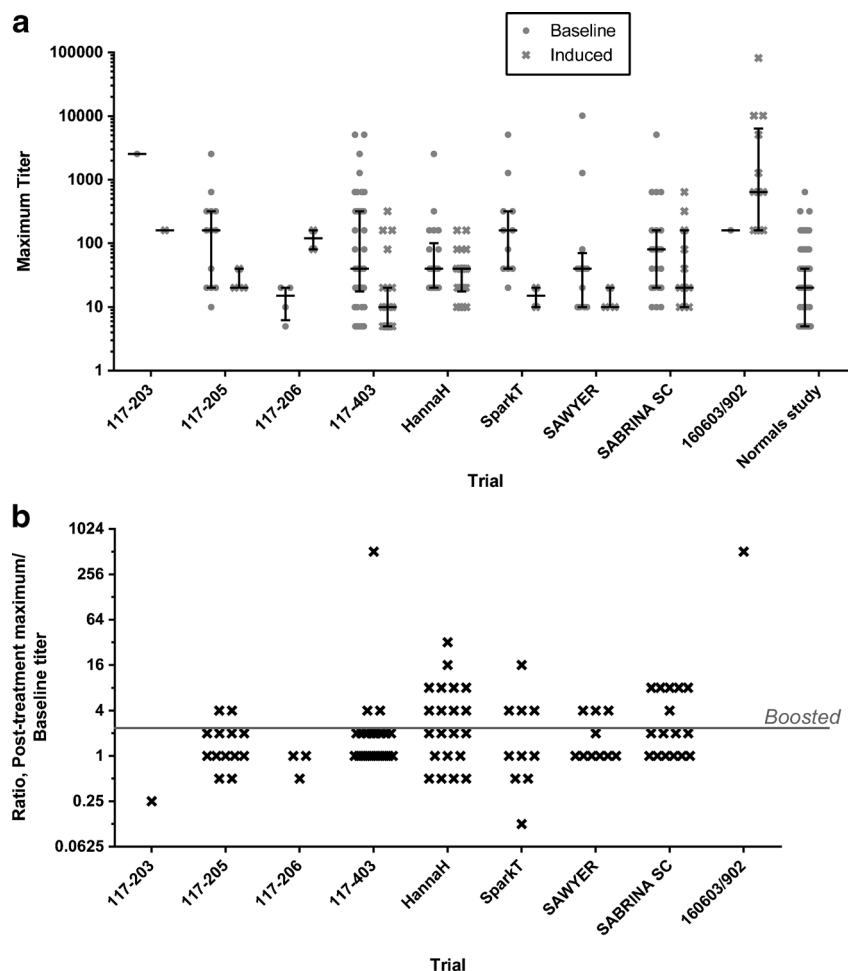 a
Baseline
Induced
100000
10000
1000
100
10
1
Maximum Titer
117-203
117-205
117-206
117-403
HannaH
SparkT
SAWYER
SABRINA SC
160603/902
Normals study
Trial
b
1024
256
64
16
4
1
0.25
0.0625
Ratio, Post-treatment maximum/
Baseline titer
Boosted
117-203
117-205
117-206
117-403
HannaH
SparkT
SAWYER
SABRINA SC
160603/902
Trial